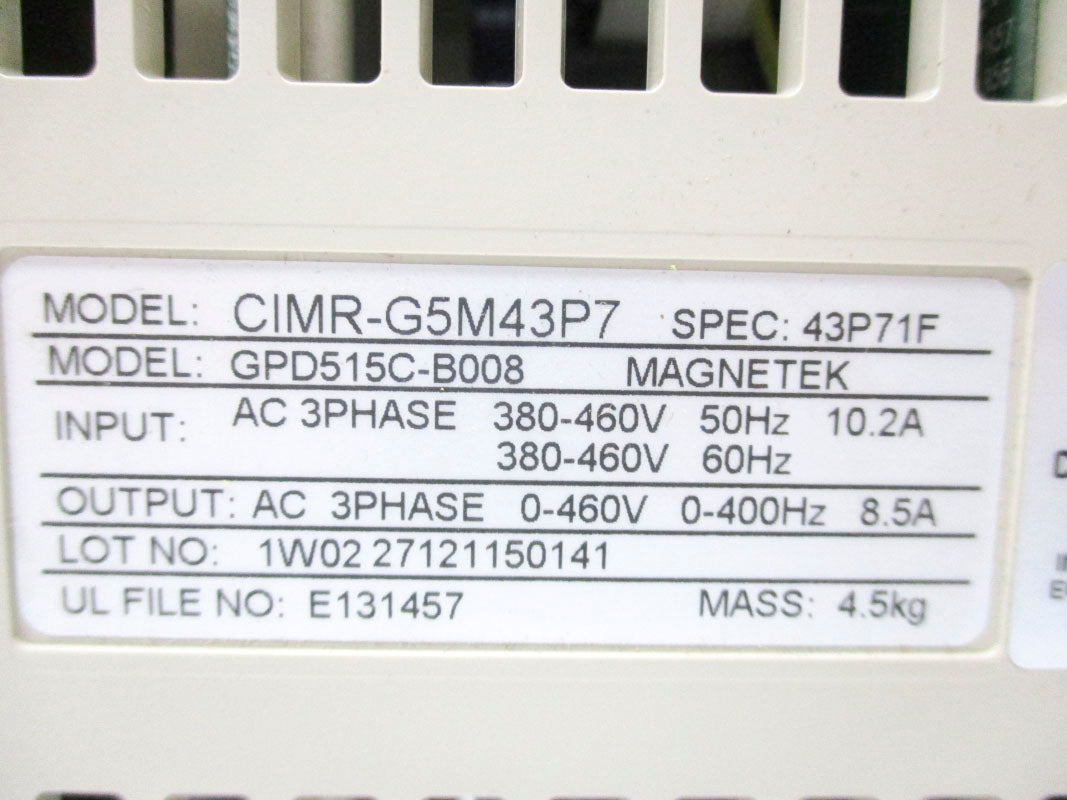 MODEL: CIMR-G5M43P7 SPEC: 43P71F
MODEL: GPD515C-B008 MAGNETEK
INPUT: AC 3PHASE 380-460V 50Hz 10.2A
380-460V 60Hz
OUTPUT: AC 3PHASE 0-460V 0-400Hz 8.5A
LOT NO: 1W02 27121150141
UL FILE NO: E131457 MASS: 4.5kg